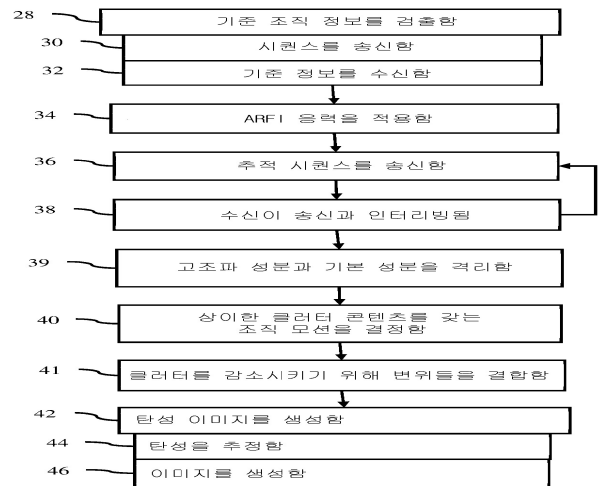 28 기준 조직 정보를 검출함
30 시퀀스를 송신함
32 기준 정보를 수신함
34 ARFI 응력을 적용함
36 추적 시퀀스를 송신함
38 수신이 송신과 인터리빙됨
39 고조파 성분과 기본 성분을 격리함
40 상이한 클러터 콘텐츠를 갖는
조직 모션을 결정함
41 클러터를 감소시키기 위해 변위들을 결합함
42 탄성 이미지를 생성함
44 탄성을 추정함
46 이미지를 생성함